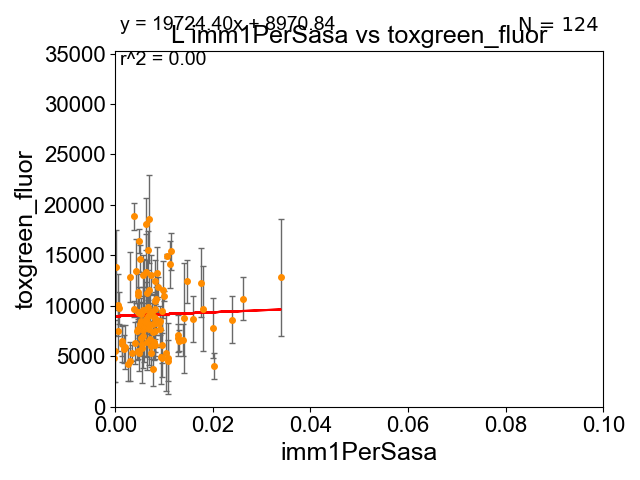 y = 19724.40x + 8970.84
N = 124
L imm1PerSasa vs toxgreen_fluor
r^2 = 0.00
35000
30000
25000
20000
15000
10000
5000
0
toxgreen_fluor
0.00 0.02 0.04 0.06 0.08 0.10
imm1PerSasa